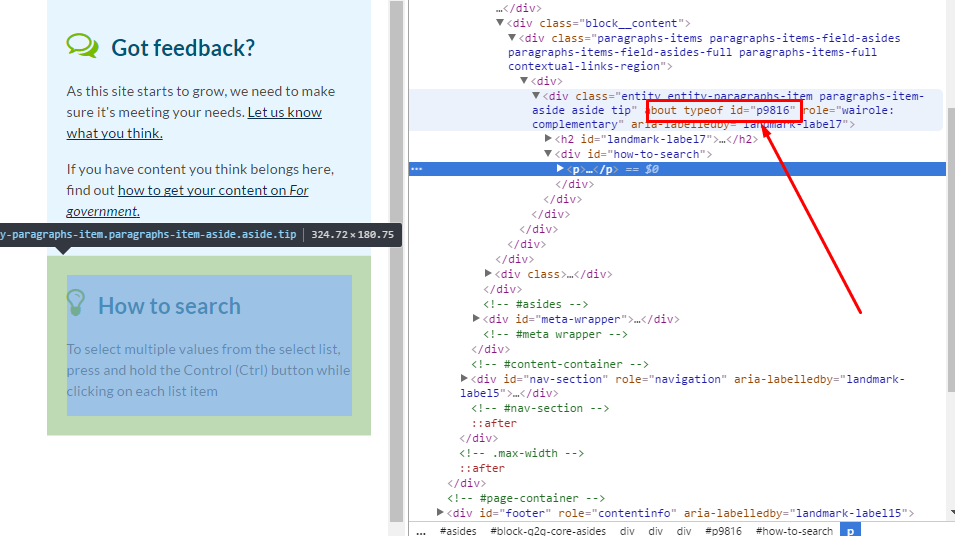 Got feedback?
As this site starts to grow, we need to make
sure it's meeting your needs. Let us know
what you think.
If you have content you think belongs here,
find out how to get your content on For
government.
y-paragraphs-item.paragraphs-item-aside.aside.tip 324.72 × 180.75
How to search
To select multiple values from the select list,
press and hold the Control (Ctrl) button while
clicking on each list item
…</div>
▼<div class="block__content">
▼<div class="paragraphs-items paragraphs-items-field-asides
paragraphs-items-field-asides-full paragraphs-items-full
contextual-links-region">
▼<div>
▼<div class="entity entity-paragraphs-item paragraphs-item-
aside aside tip" about typeof id="p9816" role="wairole:
complementary" aria-labelledby="landmark-label7">
▶<h2 id="landmark-label7">…</h2>
▼<div id="how-to-search">
… ▶<p>…</p> == $0
</div>
</div>
</div>
</div>
</div>
</div>
▶<div class>…</div>
</div>
<!-- #asides -->
▶<div id="meta-wrapper">…</div>
<!-- #meta wrapper -->
</div>
<!-- #content-container -->
▶<div id="nav-section" role="navigation" aria-labelledby="landmark-
label5">…</div>
<!-- #nav-section -->
::after
</div>
<!-- .max-width -->
::after
</div>
<!-- #page-container -->
▶<div id="footer" role="contentinfo" aria-labelledby="landmark-label15">
… #asides #block-g2g-core-asides div div div #p9816 #how-to-search p